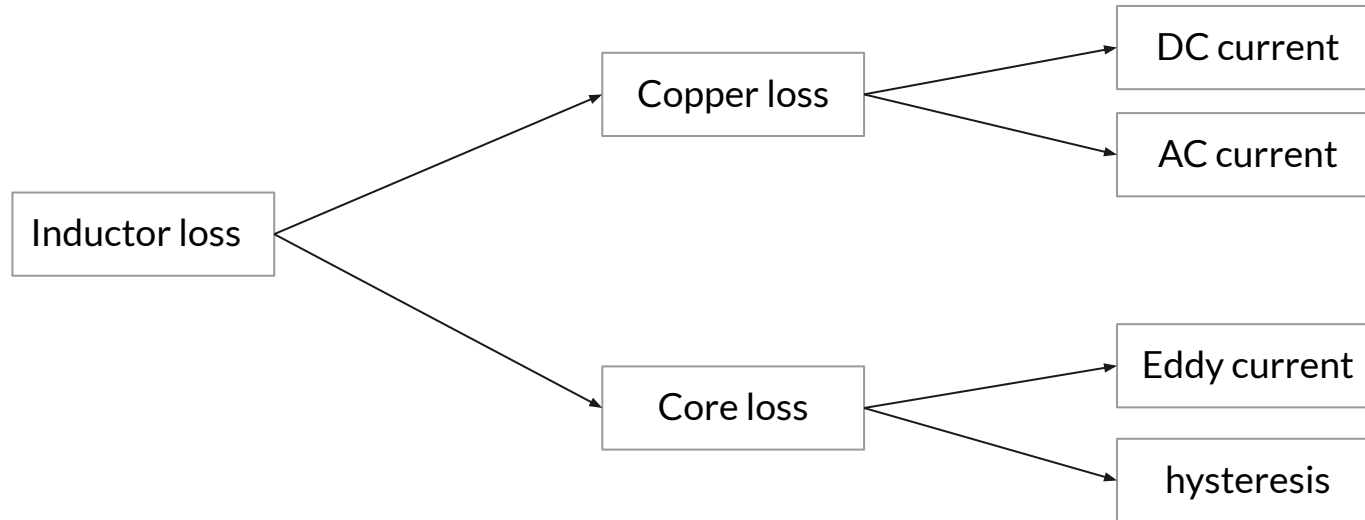 Inductor loss
Copper loss
DC current
AC current
Core loss
Eddy current
hysteresis